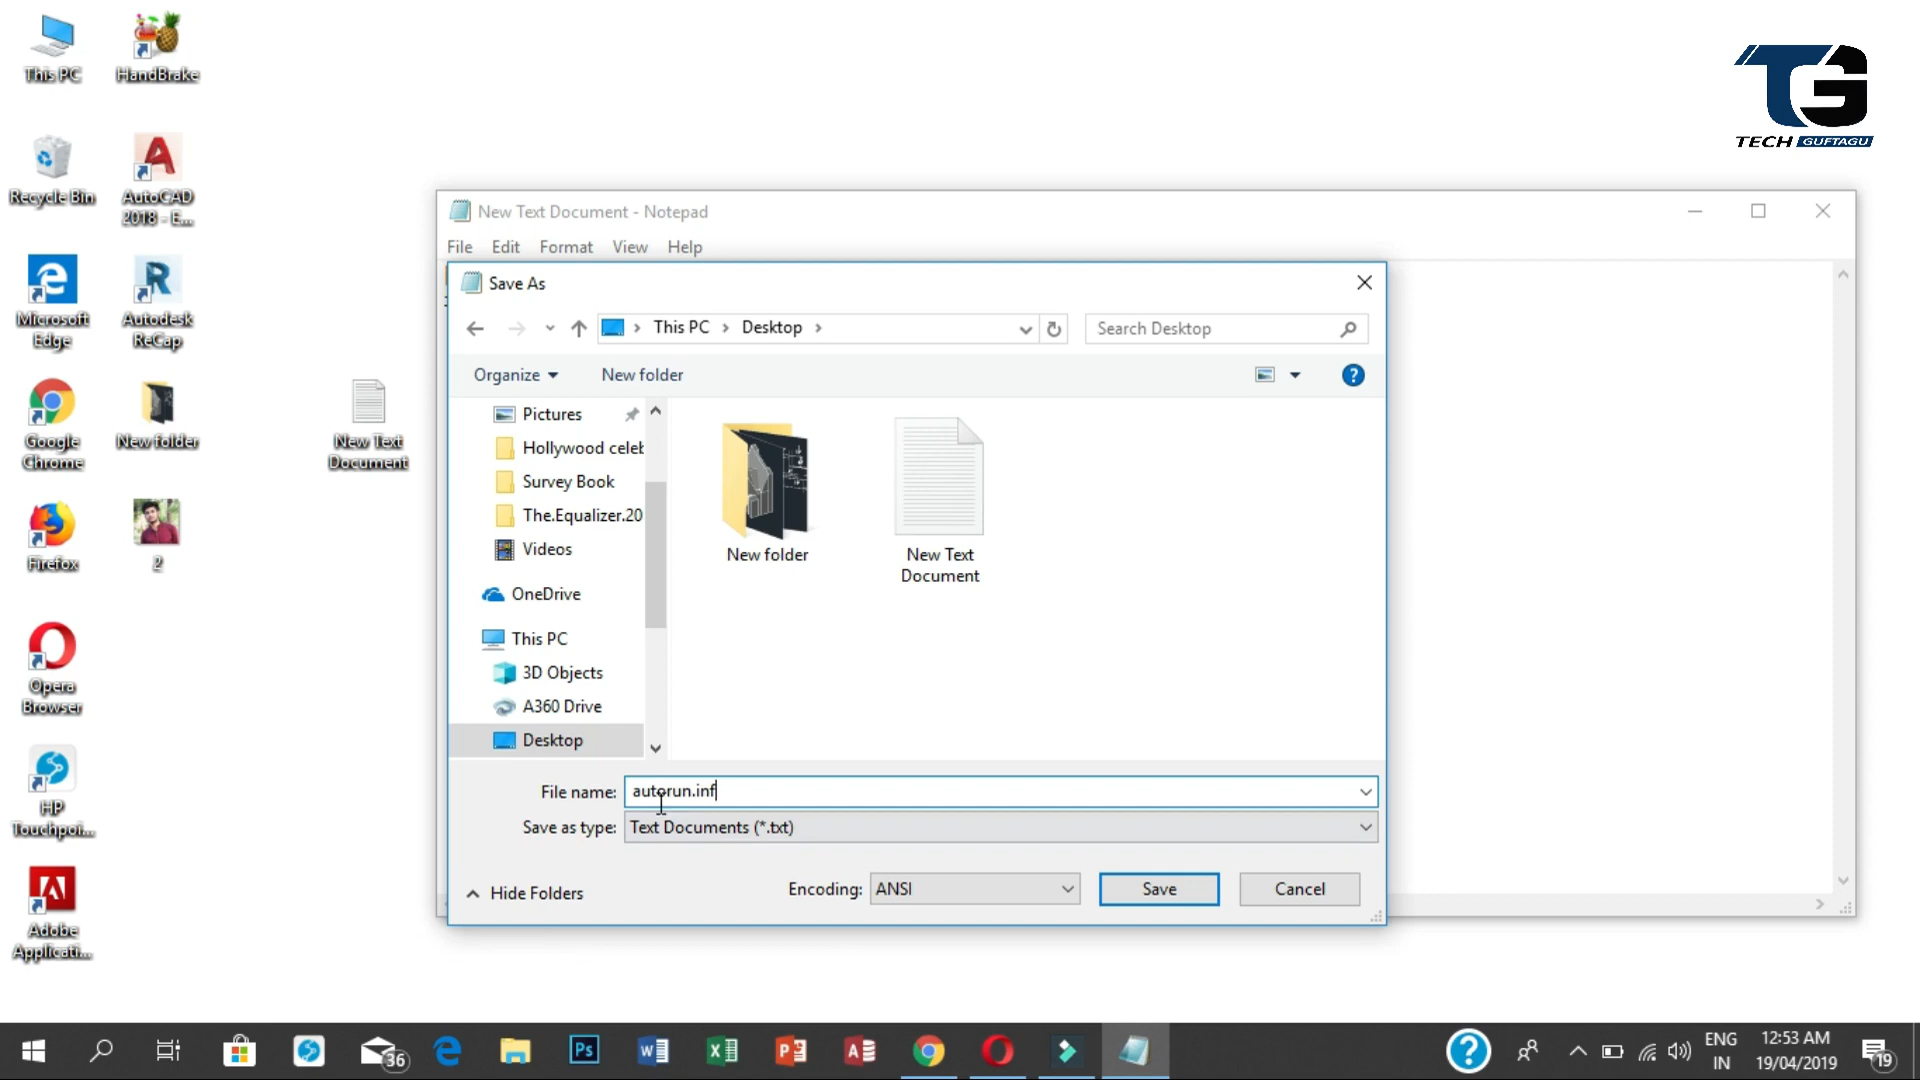 This PC
HandBrake
Recycle Bin
AutoCAD
2018 - E...
Microsoft
Edge
Autodesk
ReCap
Google
Chrome
New folder
New Text
Document
Firefox
2
Opera
Browser
HP
Touchpoi...
Adobe
Applicati...
TG
TECH GUFTAGU
New Text Document - Notepad
File Edit Format View Help
Save As
This PC > Desktop >
Search Desktop
Organize
New folder
Pictures
Hollywood celeb
Survey Book
The.Equalizer.20
Videos
OneDrive
This PC
3D Objects
A360 Drive
Desktop
New folder
New Text
Document
File name: autorun.inf
Save as type: Text Documents (*.txt)
Hide Folders
Encoding: ANSI
Save
Cancel
36
Ps
ENG
IN
12:53 AM
19/04/2019
19